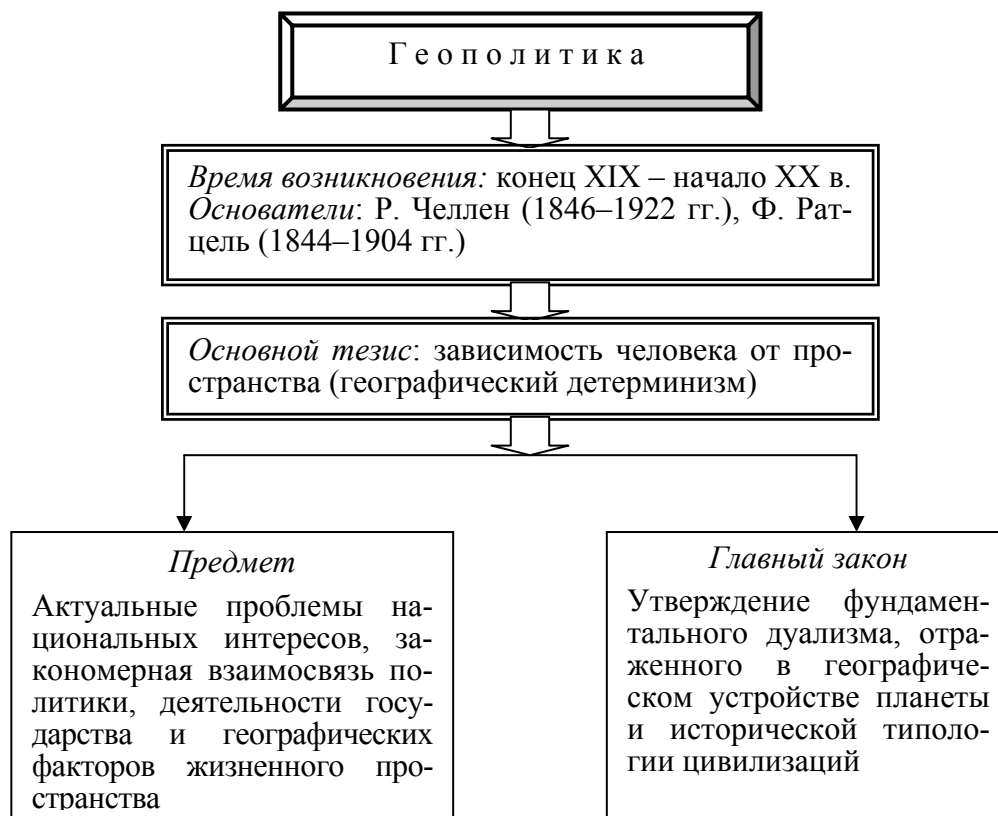 Г е о п о л и т и к а
Время возникновения: конец XIX – начало XX в.
Основатели: Р. Челлен (1846–1922 гг.), Ф. Рат-
цель (1844–1904 гг.)
Основной тезис: зависимость человека от про-
странства (географический детерминизм)
Предмет
Актуальные проблемы на-
циональных интересов, за-
кономерная взаимосвязь по-
литики, деятельности госу-
дарства и географических
факторов жизненного про-
странства
Главный закон
Утверждение фундамен-
тального дуализма, отра-
женного в географиче-
ском устройстве планеты
и исторической типоло-
гии цивилизаций